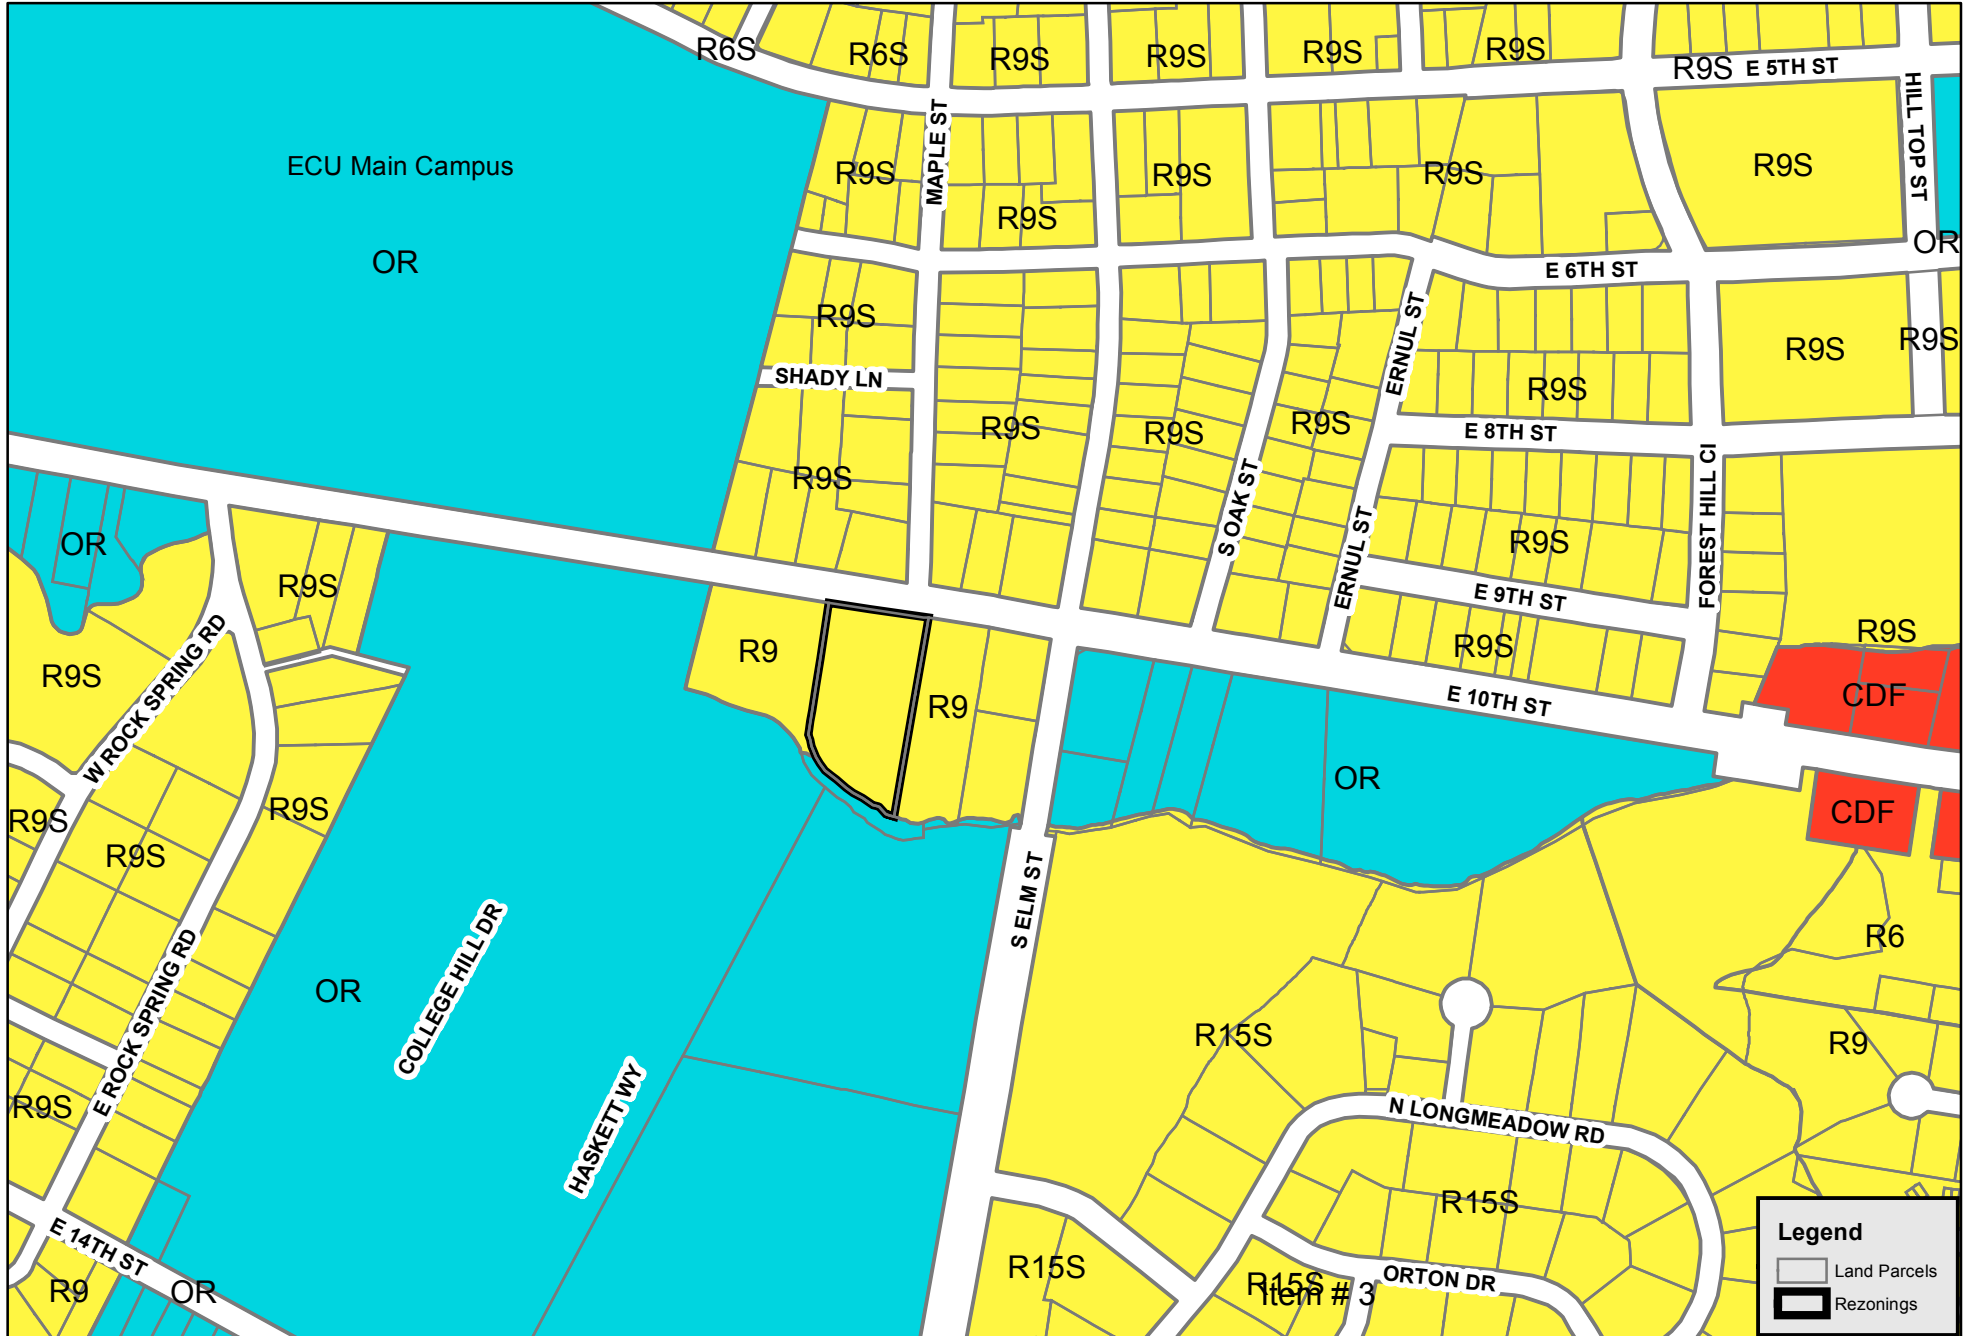 R6S
R6S
R9S
R9S
R9S
R9S
R9S
E 5TH ST
HILL TOP ST
ECU Main Campus
OR
MAPLE ST
R9S
R9S
R9S
R9S
R9S
OR
E 6TH ST
R9S
SHADY LN
R9S
R9S
R9S
R9S
ERNUL ST
R9S
R9S
R9S
R9S
E 8TH ST
S OAK ST
ERNUL ST
R9S
FOREST HILL CI
OR
R9S
E 9TH ST
R9S
R9S
R9S
W ROCK SPRING RD
R9
R9
E 10TH ST
CDF
OR
CDF
R9S
R9S
R9S
S ELM ST
COLLEGE HILL DR
OR
E ROCK SPRING RD
R9S
HASKETT WY
R6
R15S
R9
N LONGMEADOW RD
R15S
E 14TH ST
R9
OR
R15S
R15S
Item # 3
ORTON DR
Legend
Land Parcels
Rezonings